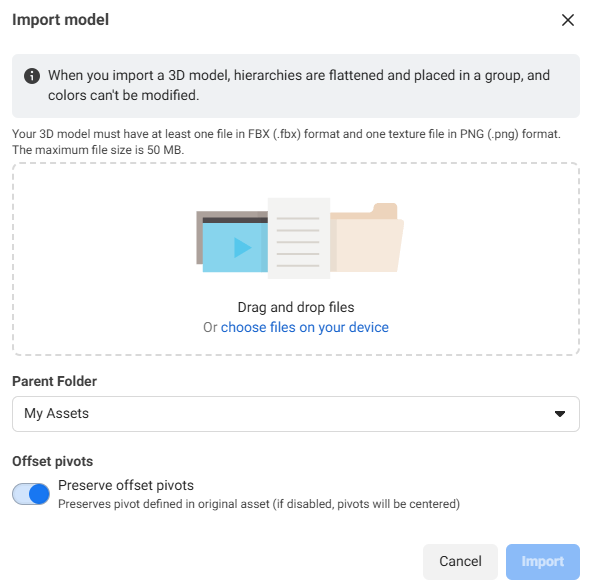 Import model
When you import a 3D model, hierarchies are flattened and placed in a group, and
colors can't be modified.
Your 3D model must have at least one file in FBX (.fbx) format and one texture file in PNG (.png) format.
The maximum file size is 50 MB.
Drag and drop files
Or choose files on your device
Parent Folder
My Assets
Offset pivots
Preserve offset pivots
Preserves pivot defined in original asset (if disabled, pivots will be centered)
Cancel
Import